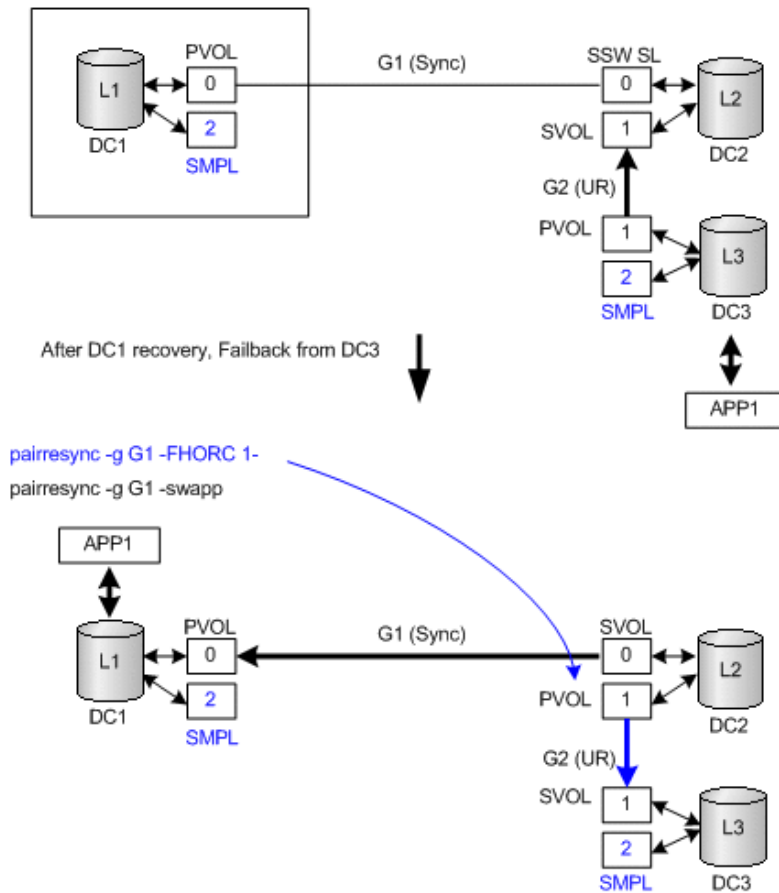 PVOL
G1 (Sync)
SSW SL
L1
0
0
L2
2
SVOL
1
DC1
SMPL
DC2
G2 (UR)
PVOL
1
L3
2
SMPL
DC3
After DC1 recovery, Failback from DC3
APP1
pairresync -g G1 -FHORC 1-
pairresync -g G1 -swapp
APP1
PVOL
G1 (Sync)
SVOL
L1
0
0
L2
2
PVOL
1
DC1
SMPL
DC2
G2 (UR)
SVOL
1
L3
2
SMPL
DC3